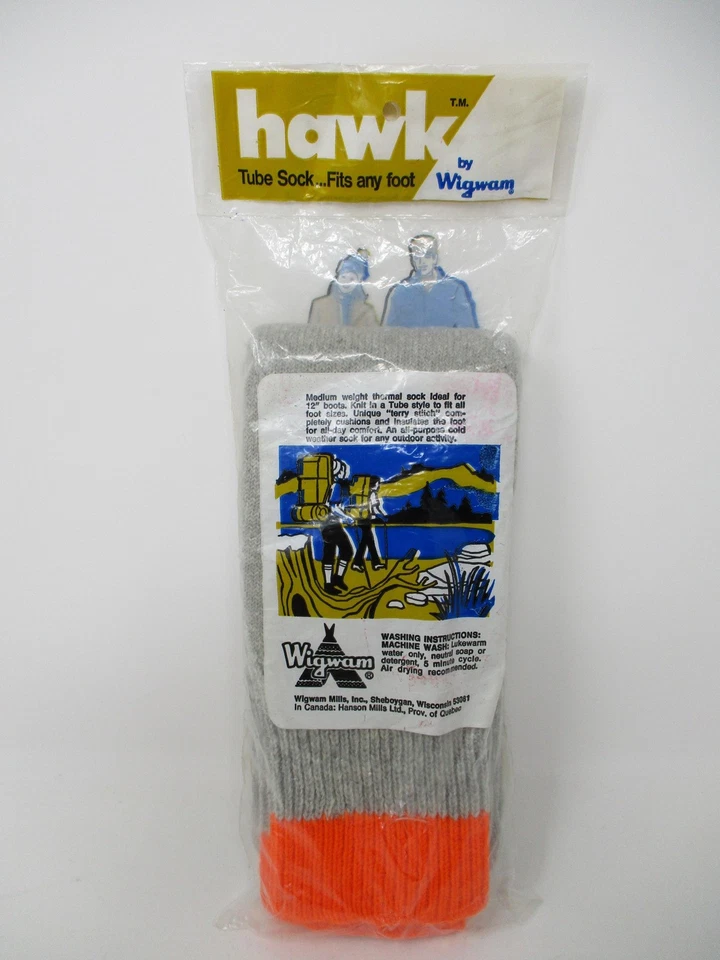 hawk T.M.
Tube Sock...Fits any foot
by
Wigwam
Medium weight thermal sock ideal for
12" boots. Knit in a Tube style to fit all
foot sizes. Unique "terry stitch" com-
pletely cushions and insulates the foot
for all-day comfort. An all-purpose cold
weather sock for any outdoor activity.
Wigwam ®
WASHING INSTRUCTIONS:
MACHINE WASH: Lukewarm
water only, neutral soap or
detergent, 5 minute cycle.
Air drying recommended.
Wigwam Mills, Inc., Sheboygan, Wisconsin 53081
In Canada: Hanson Mills Ltd., Prov. of Quebec